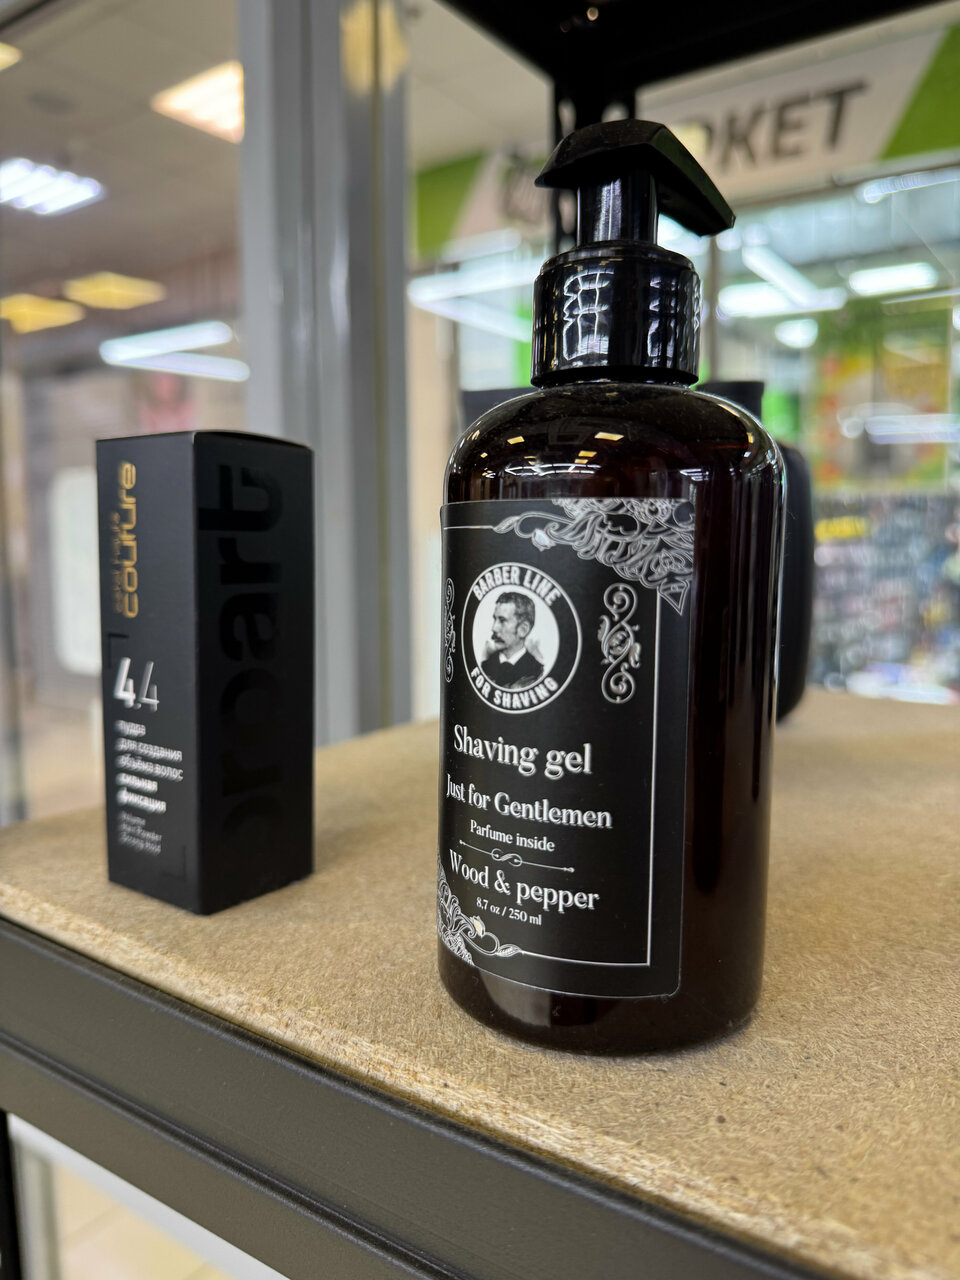 RKET
couture
4.4
пудра
для создания
объёма волос
сильная
фиксация
BARBER LINE
FOR SHAVING
Shaving gel
Just for Gentlemen
Parfume inside
Wood & pepper
8,7 oz / 250 ml